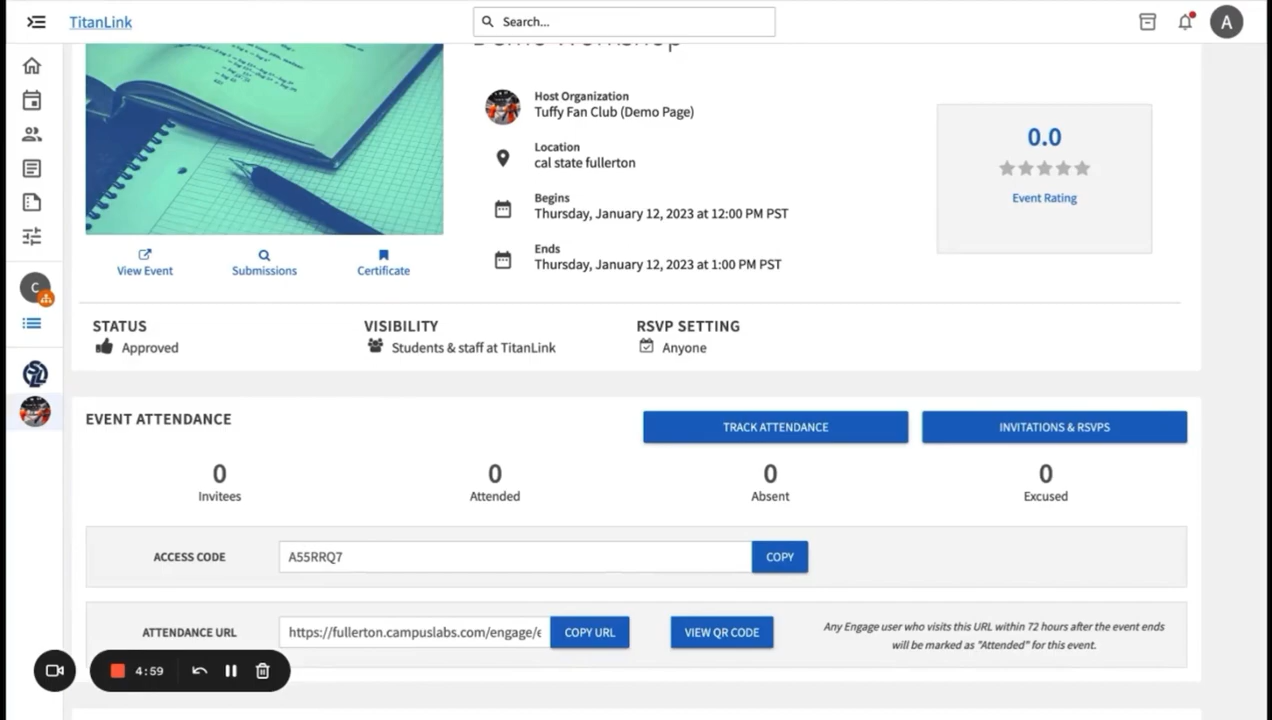 TitanLink
Search...
A
Demo Workshop
Host Organization
Tuffy Fan Club (Demo Page)
Location
cal state fullerton
Begins
Thursday, January 12, 2023 at 12:00 PM PST
Ends
Thursday, January 12, 2023 at 1:00 PM PST
0.0
Event Rating
View Event
Submissions
Certificate
C
STATUS
Approved
VISIBILITY
Students & staff at TitanLink
RSVP SETTING
Anyone
EVENT ATTENDANCE
TRACK ATTENDANCE
INVITATIONS & RSVPS
0
Invitees
0
Attended
0
Absent
0
Excused
ACCESS CODE
A55RRQ7
COPY
ATTENDANCE URL
https://fullerton.campuslabs.com/engage/e
COPY URL
VIEW QR CODE
Any Engage user who visits this URL within 72 hours after the event ends
will be marked as "Attended" for this event.
4:59